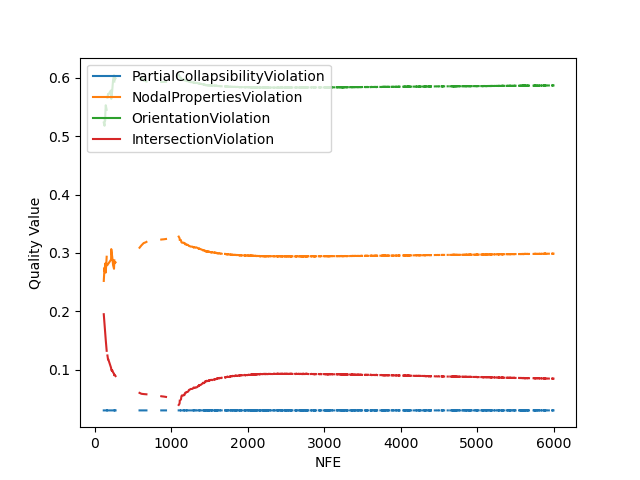 PartialCollapsibilityViolation
NodalPropertiesViolation
OrientationViolation
IntersectionViolation
0.6
0.5
0.4
0.3
0.2
0.1
Quality Value
0 1000 2000 3000 4000 5000 6000
NFE